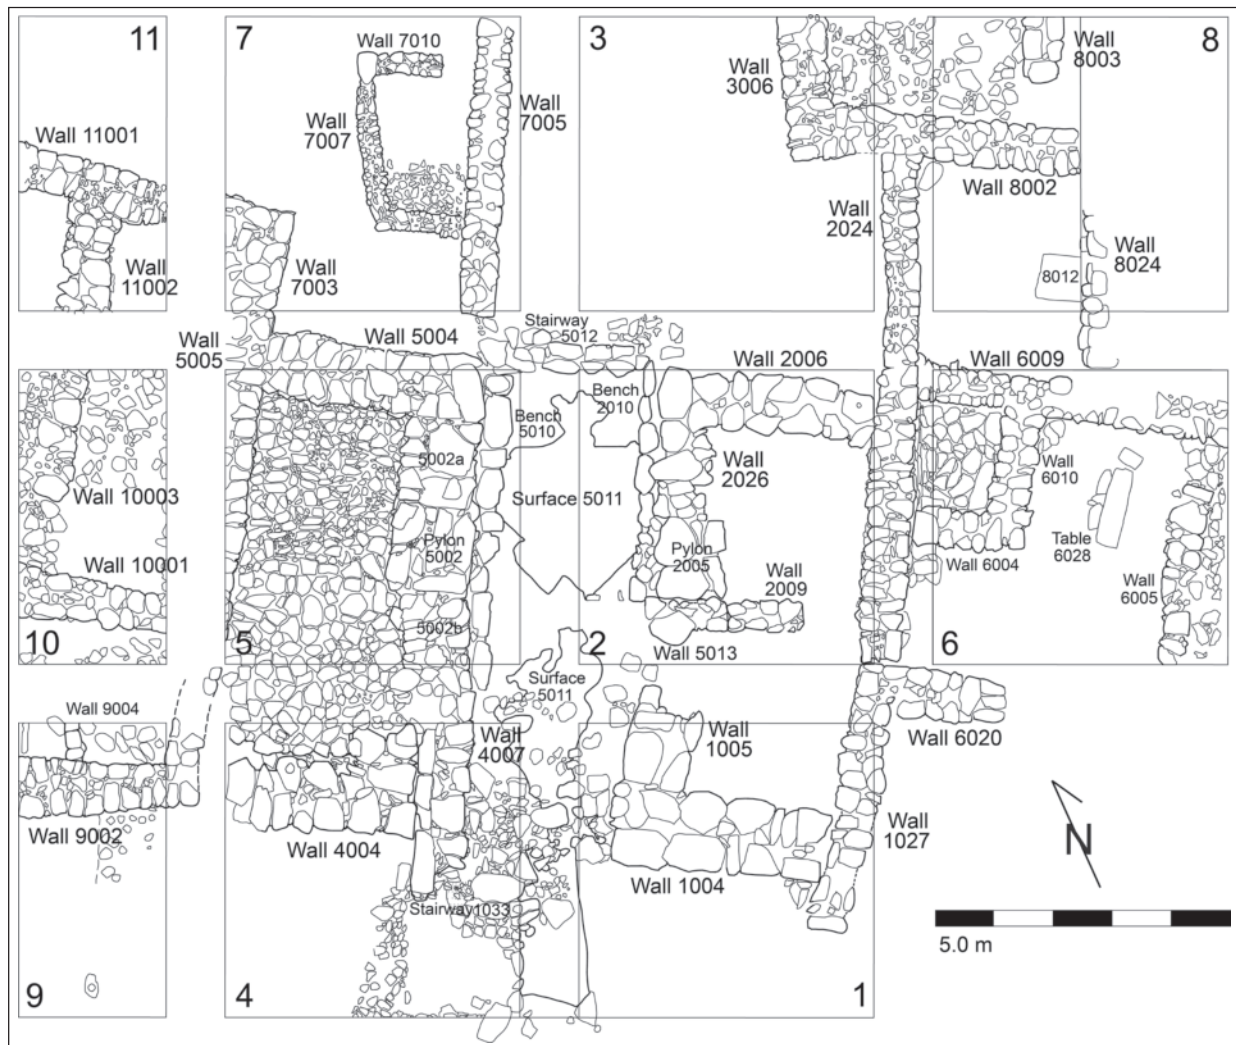 11
7
3
8
Wall 7010
Wall
7007
Wall
7005
Wall
3006
Wall
8003
Wall 11001
Wall
11002
Wall
7003
Wall 8002
Wall
2024
Wall
8024
8012
Wall
5005
Wall 5004
Stairway
5012
Wall 2006
Wall 6009
Bench
5010
Bench
2010
5002a
Wall
2026
Surface 5011
Wall
6010
Wall 10003
Pylon
5002
Pylon
2005
Table
6028
Wall 10001
Wall
2009
Wall 6004
Wall
6005
5002b
10
5
2
6
Wall 5013
Surface
5011
Wall 9004
Wall
4007
Wall
1005
Wall 6020
Wall 9002
Wall 4004
Wall 1004
Wall
1027
N
Stairway1033
5.0 m
9
4
1